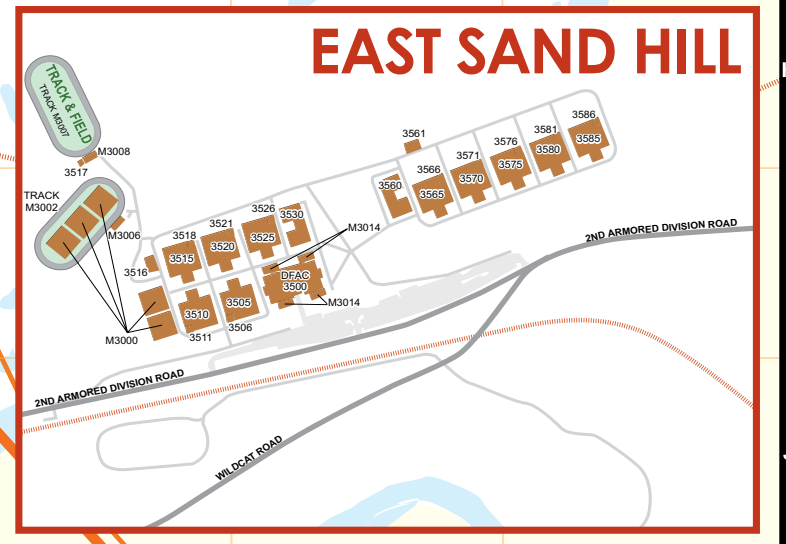 EAST SAND HILL
TRACK & FIELD
TRACK M3007
M3008
3517
TRACK
M3002
M3006
3516
3518
3515
3521
3520
3526
3525
3530
M3014
DFAC
3500
M3014
3510
3511
3505
3506
M3000
3561
3560
3566
3565
3571
3570
3576
3575
3581
3580
3586
3585
2ND ARMORED DIVISION ROAD
2ND ARMORED DIVISION ROAD
WILDCAT ROAD